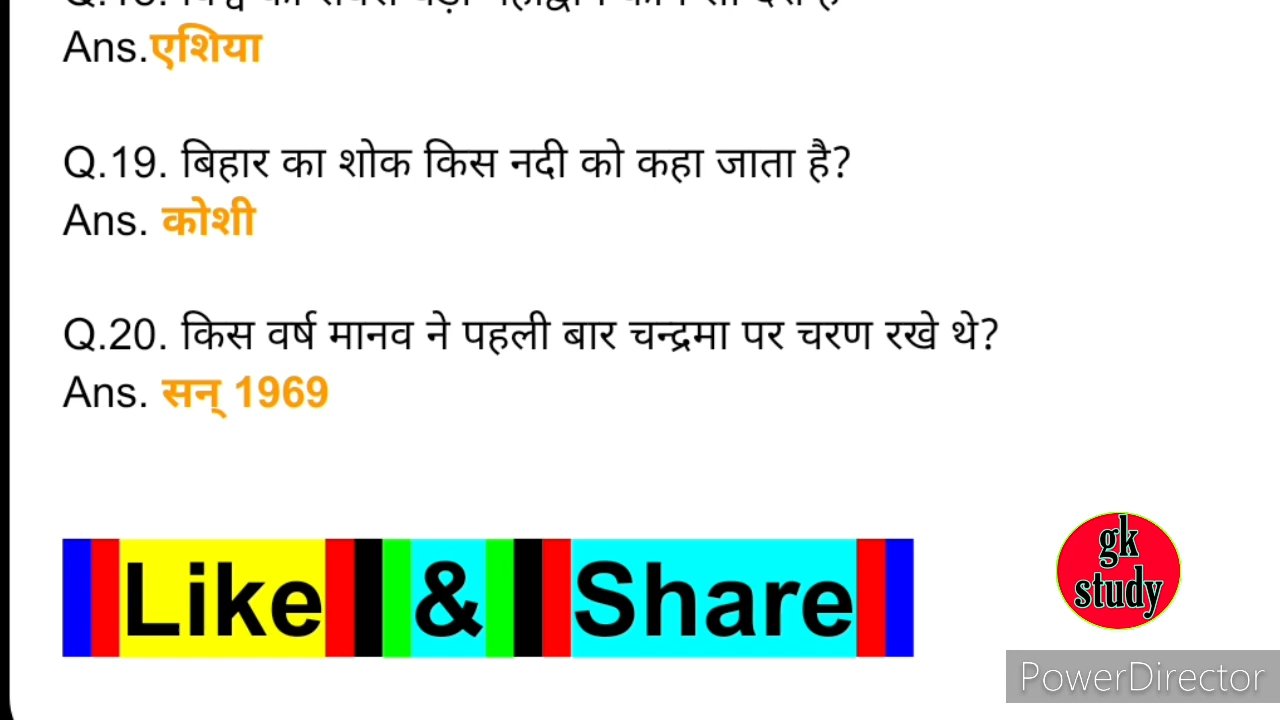 Ans.एशिया
Q.19. बिहार का शोक किस नदी को कहा जाता है?
Ans. कोशी
Q.20. किस वर्ष मानव ने पहली बार चन्द्रमा पर चरण रखे थे?
Ans. सन् 1969
Like & Share
gk
study
PowerDirector